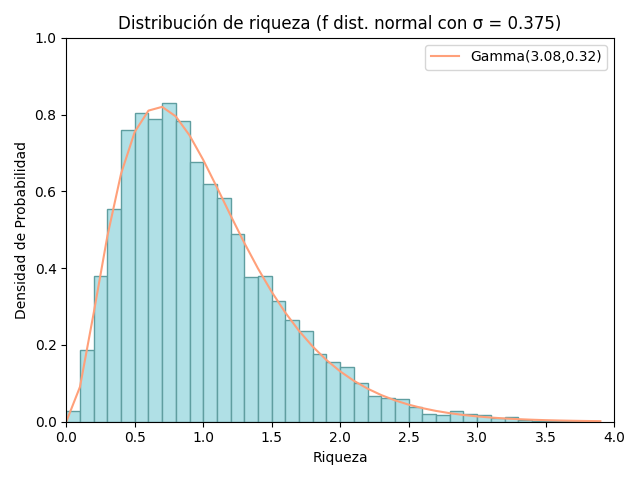 Distribución de riqueza (f dist. normal con σ = 0.375)
Gamma(3.08,0.32)
Densidad de Probabilidad
1.0
0.8
0.6
0.4
0.2
0.0
0.0 0.5 1.0 1.5 2.0 2.5 3.0 3.5 4.0
Riqueza